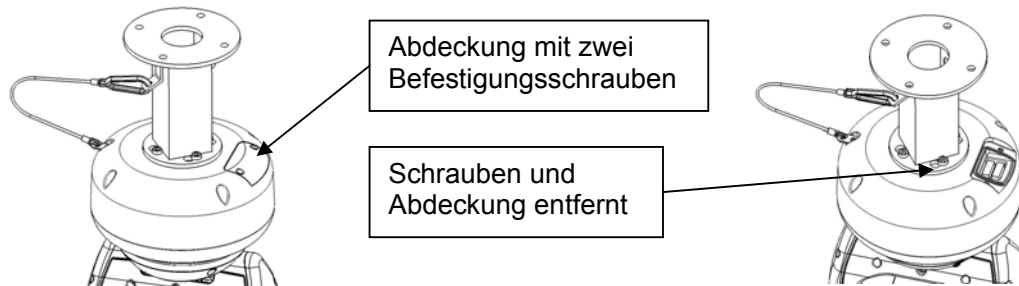 Abdeckung mit zwei
Befestigungsschrauben
Schrauben und
Abdeckung entfernt